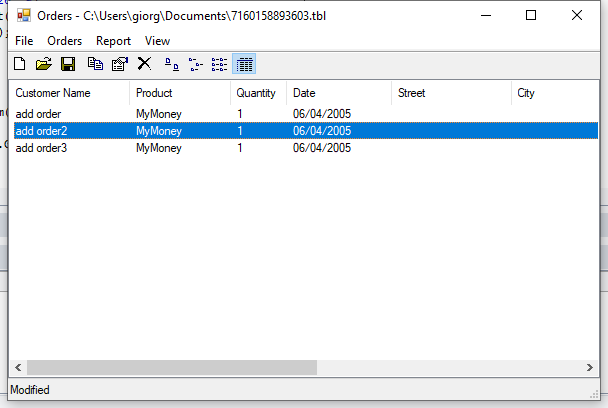 Orders - C:\Users\giorg\Documents\7160158893603.tbl
File Orders Report View
Customer Name Product Quantity Date Street City
add order MyMoney 1 06/04/2005
add order2 MyMoney 1 06/04/2005
add order3 MyMoney 1 06/04/2005
Modified